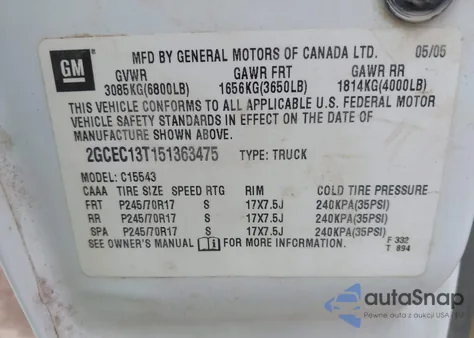 GM
MFD BY GENERAL MOTORS OF CANADA LTD. 05/05
GVWR GAWR FRT GAWR RR
3085KG(6800LB) 1656KG(3650LB) 1814KG(4000LB)
THIS VEHICLE CONFORMS TO ALL APPLICABLE U.S. FEDERAL MOTOR
VEHICLE SAFETY STANDARDS IN EFFECT ON THE DATE OF
MANUFACTURE SHOWN ABOVE.
2GCEC13T151363475 TYPE: TRUCK
MODEL: C15543
CAAA TIRE SIZE SPEED RTG RIM COLD TIRE PRESSURE
FRT P245/70R17 S 17X7.5J 240KPA(35PSI)
RR P245/70R17 S 17X7.5J 240KPA(35PSI)
SPA P245/70R17 S 17X7.5J 240KPA(35PSI)
SEE OWNER'S MANUAL i FOR MORE INFORMATION. F 332
T 894
autoSnap
Pewne auta z aukcji USA